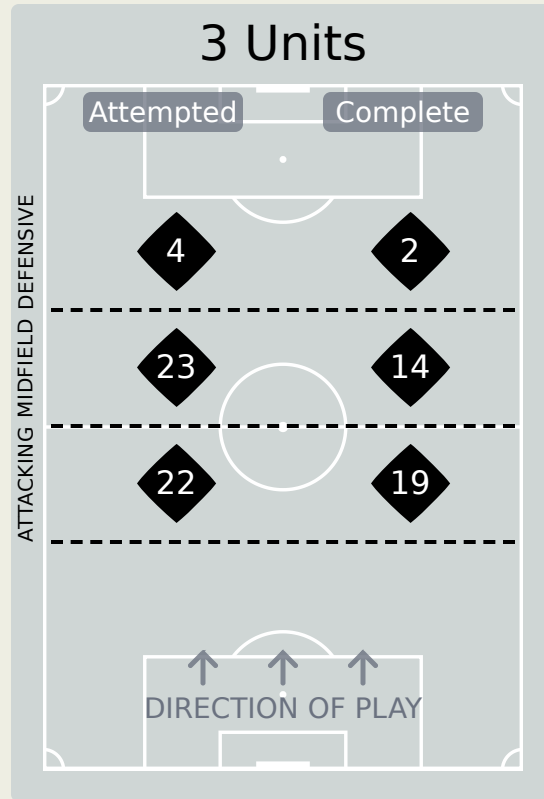 3 Units
Attempted Complete
ATTACKING MIDFIELD DEFENSIVE
4 2
23 14
22 19
DIRECTION OF PLAY